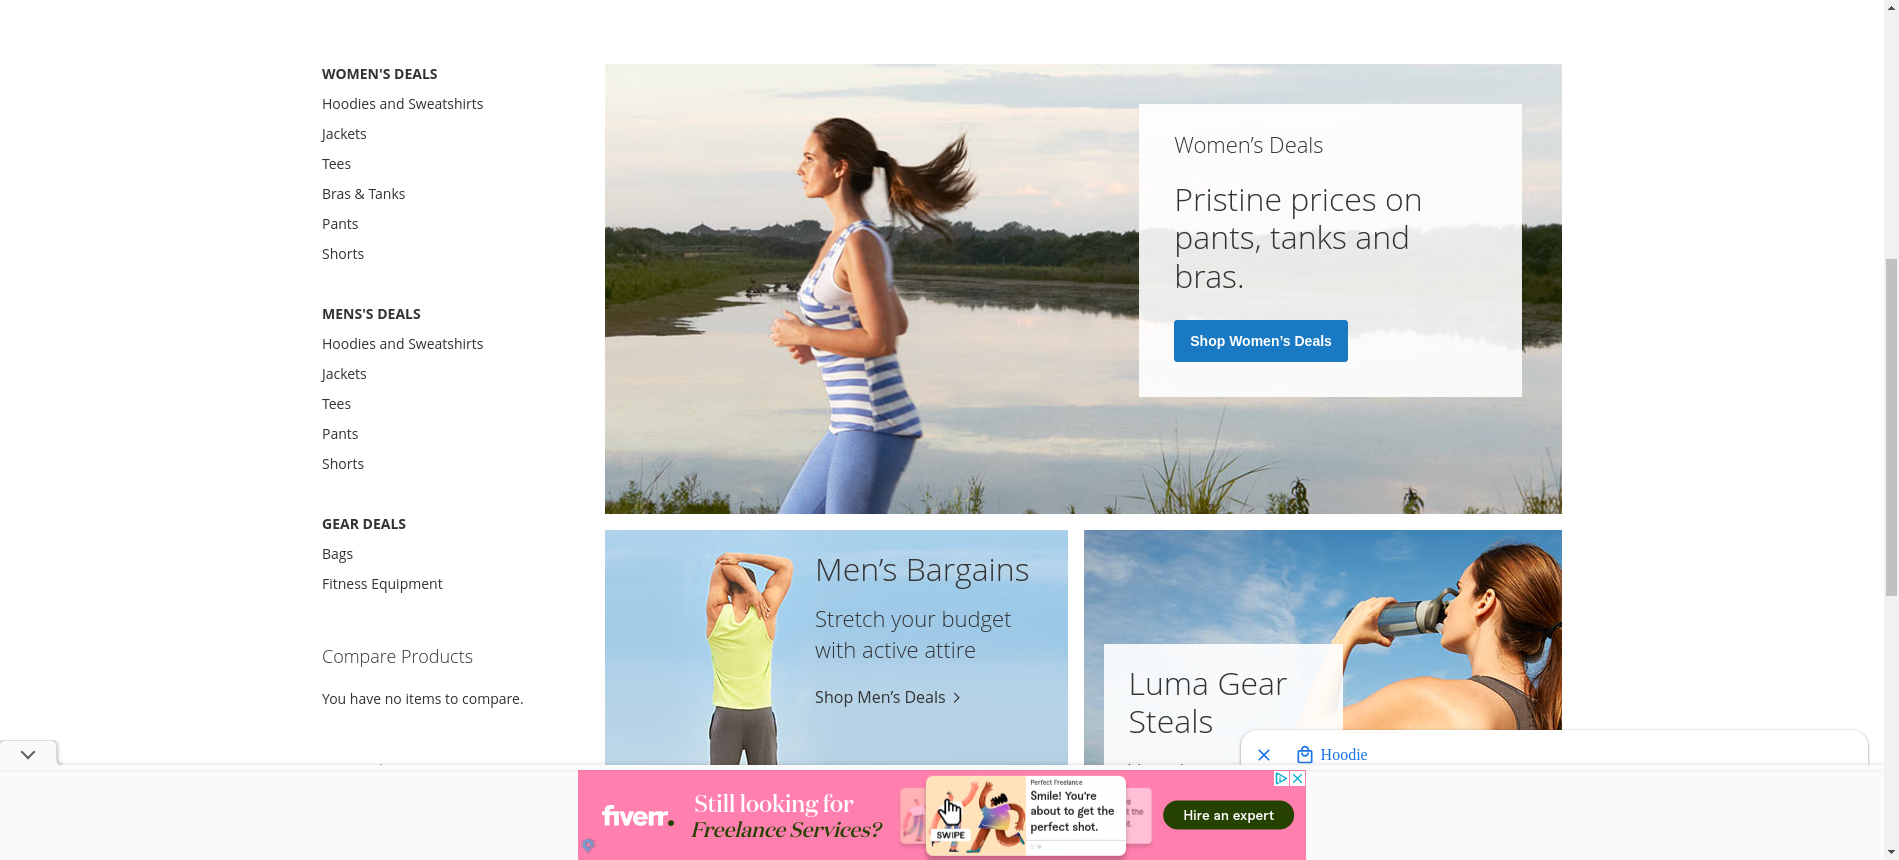 WOMEN'S DEALS
Hoodies and Sweatshirts
Jackets
Tees
Bras & Tanks
Pants
Shorts
MENS'S DEALS
Hoodies and Sweatshirts
Jackets
Tees
Pants
Shorts
GEAR DEALS
Bags
Fitness Equipment
Compare Products
You have no items to compare.
Women’s Deals
Pristine prices on
pants, tanks and
bras.
Shop Women’s Deals
Men’s Bargains
Stretch your budget
with active attire
Shop Men’s Deals
Luma Gear
Steals
Hoodie
fiverr.
Still looking for
Freelance Services?
SWIPE
Perfect Freelance
Smile! You're
about to get the
perfect shot.
Hire an expert